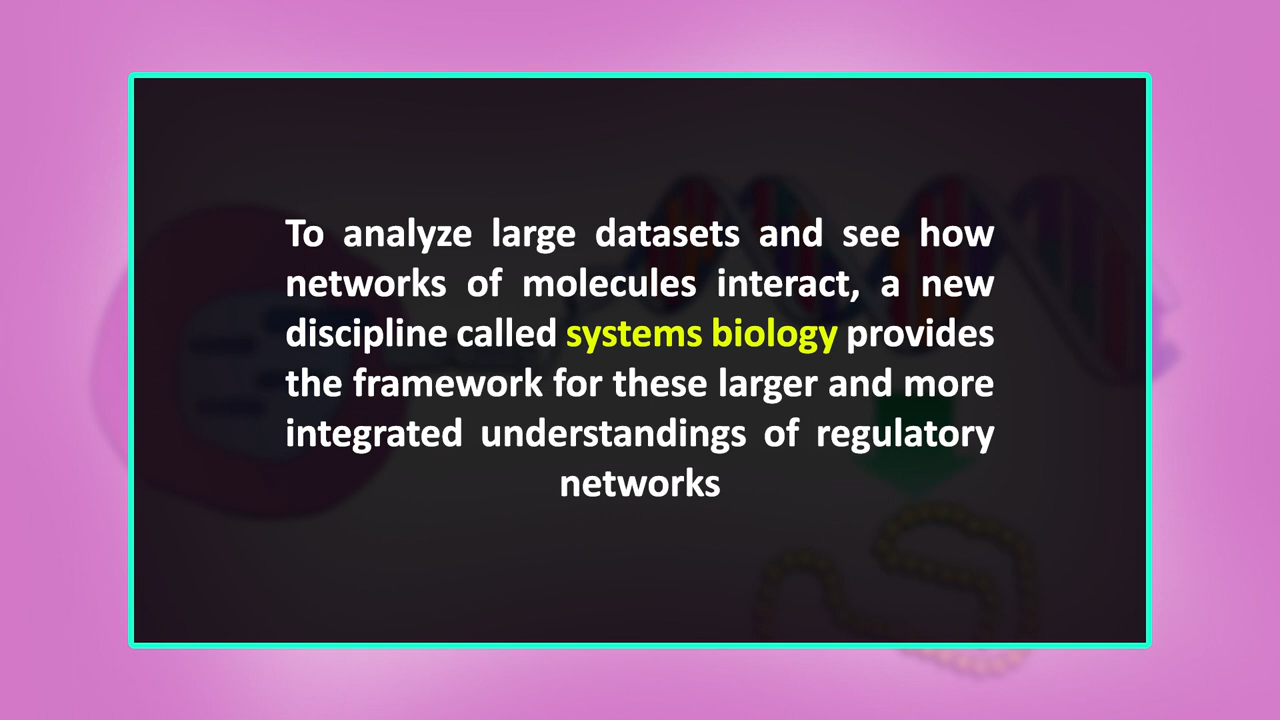 To analyze large datasets and see how
networks of molecules interact, a new
discipline called systems biology provides
the framework for these larger and more
integrated understandings of regulatory
networks